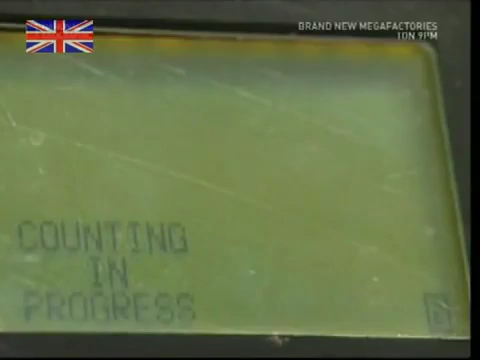 BRAND NEW MEGAFACTORIES
TON 9PM
COUNTING
IN
PROGRESS